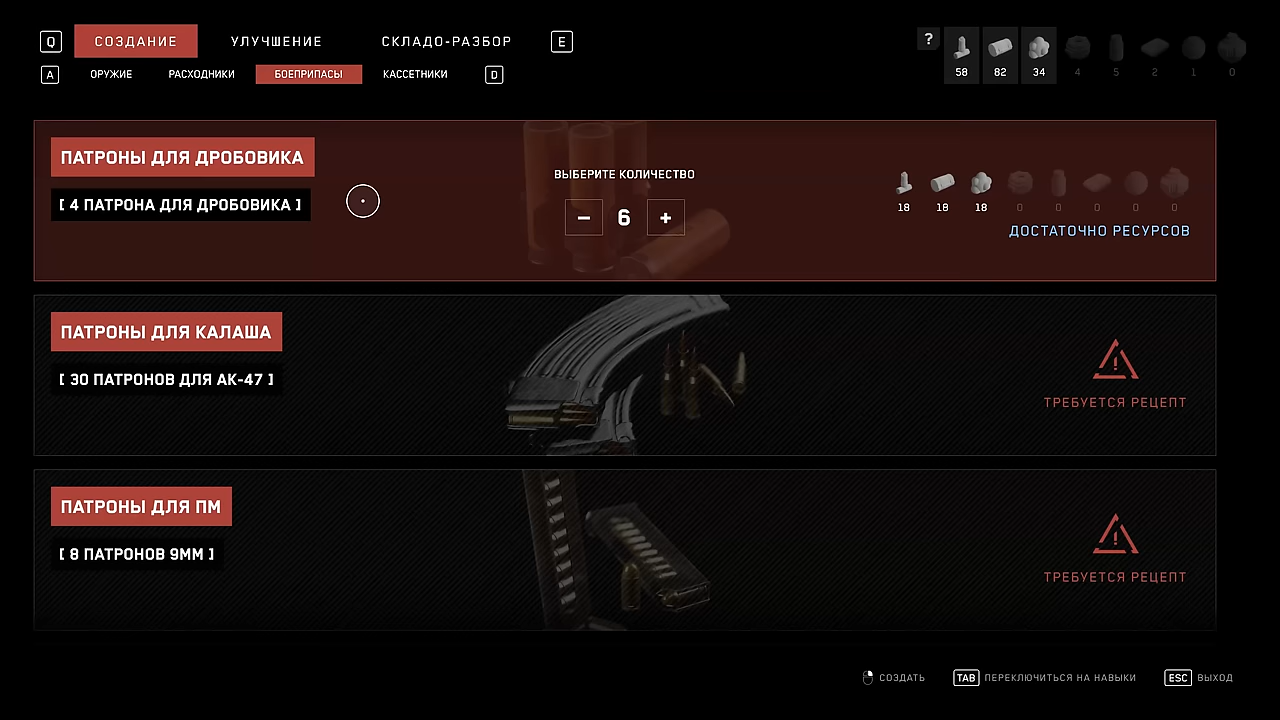 Q СОЗДАНИЕ УЛУЧШЕНИЕ СКЛАДО-РАЗБОР E
A ОРУЖИЕ РАСХОДНИКИ БОЕПРИПАСЫ КАССЕТНИКИ D
?
58 82 34 4 5 2 1 0
ПАТРОНЫ ДЛЯ ДРОБОВИКА
[ 4 ПАТРОНА ДЛЯ ДРОБОВИКА ]
ВЫБЕРИТЕ КОЛИЧЕСТВО
− 6 +
18 18 18 0 0 0 0 0
ДОСТАТОЧНО РЕСУРСОВ
ПАТРОНЫ ДЛЯ КАЛАША
[ 30 ПАТРОНОВ ДЛЯ АК-47 ]
ТРЕБУЕТСЯ РЕЦЕПТ
ПАТРОНЫ ДЛЯ ПМ
[ 8 ПАТРОНОВ 9ММ ]
ТРЕБУЕТСЯ РЕЦЕПТ
СОЗДАТЬ TAB ПЕРЕКЛЮЧИТЬСЯ НА НАВЫКИ ESC ВЫХОД